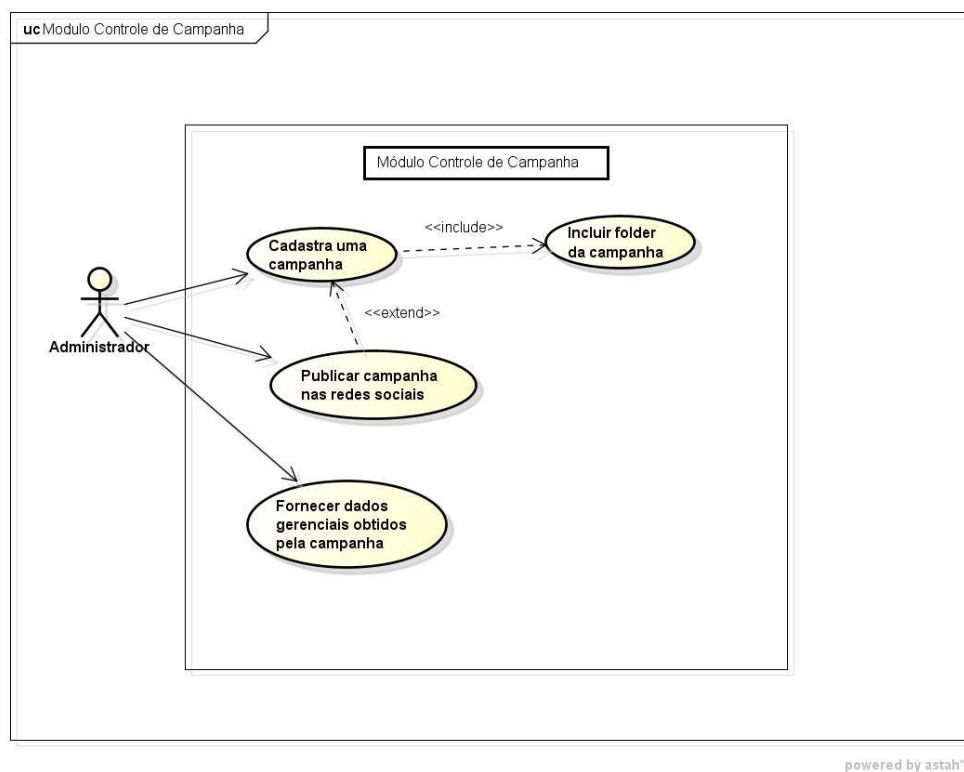 uc Modulo Controle de Campanha
Módulo Controle de Campanha
<<include>>
Cadastra uma
campanha
Incluir folder
da campanha
<<extend>>
Administrador
Publicar campanha
nas redes sociais
Fornecer dados
gerenciais obtidos
pela campanha
powered by astah*